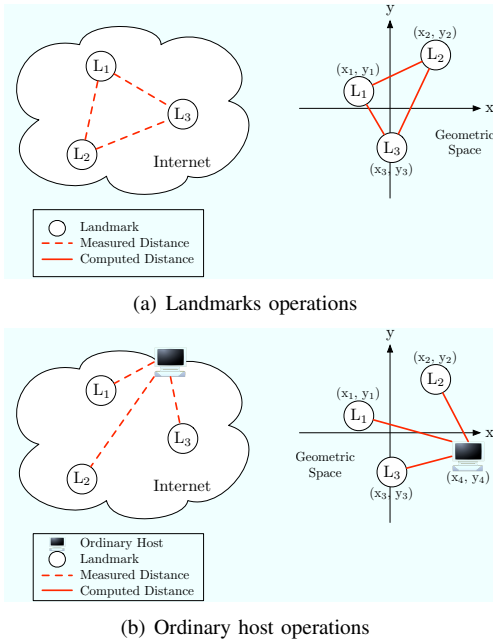 L1
L2
L3
Internet
Landmark
Measured Distance
Computed Distance
y
x
(x2, y2)
L2
(x1, y1)
L1
L3
(x3, y3)
Geometric
Space
(a) Landmarks operations
L1
L3
L2
Internet
Ordinary Host
Landmark
Measured Distance
Computed Distance
y
x
(x2, y2)
L2
(x1, y1)
L1
Geometric
Space
L3
(x3, y3)
(x4, y4)
(b) Ordinary host operations